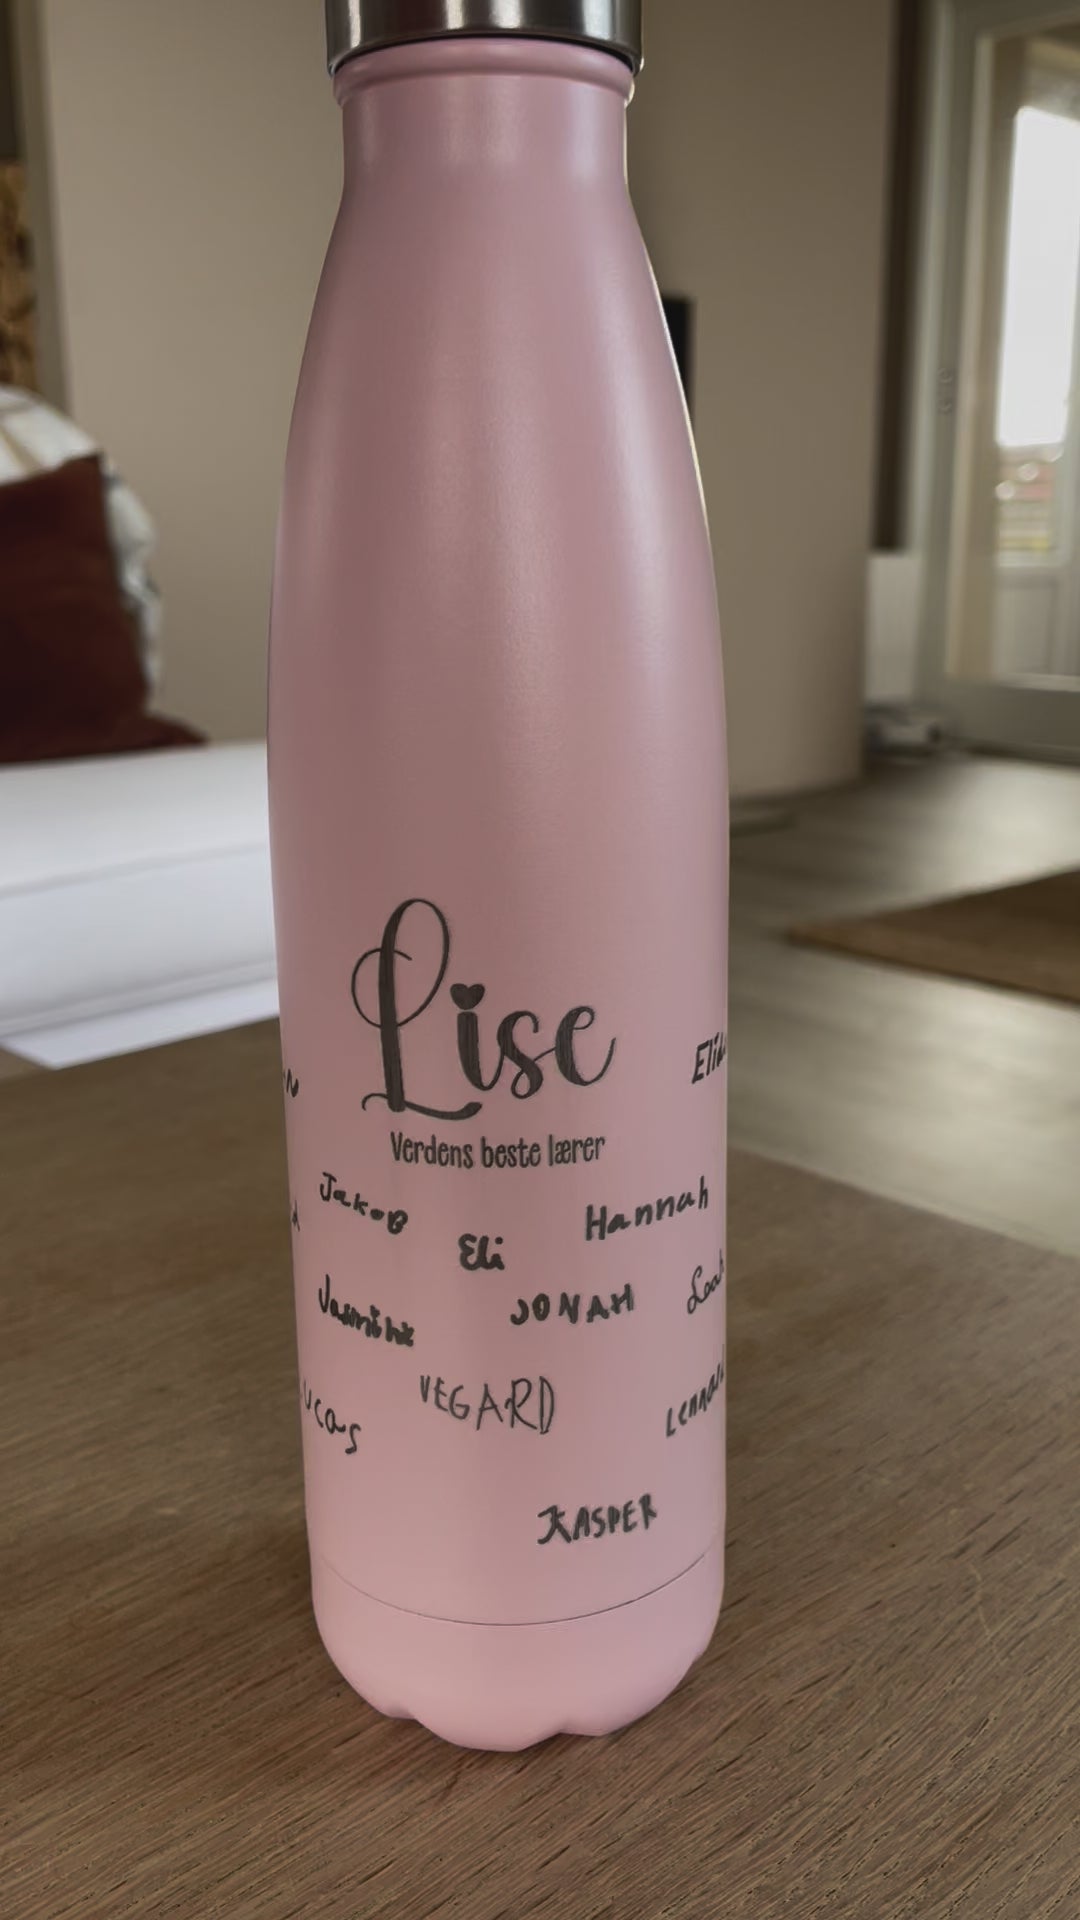 Lise
Verdens beste lærer
Jakob
Hannah
Eli
JONAH
Jasmine
VEGARD
KASPER